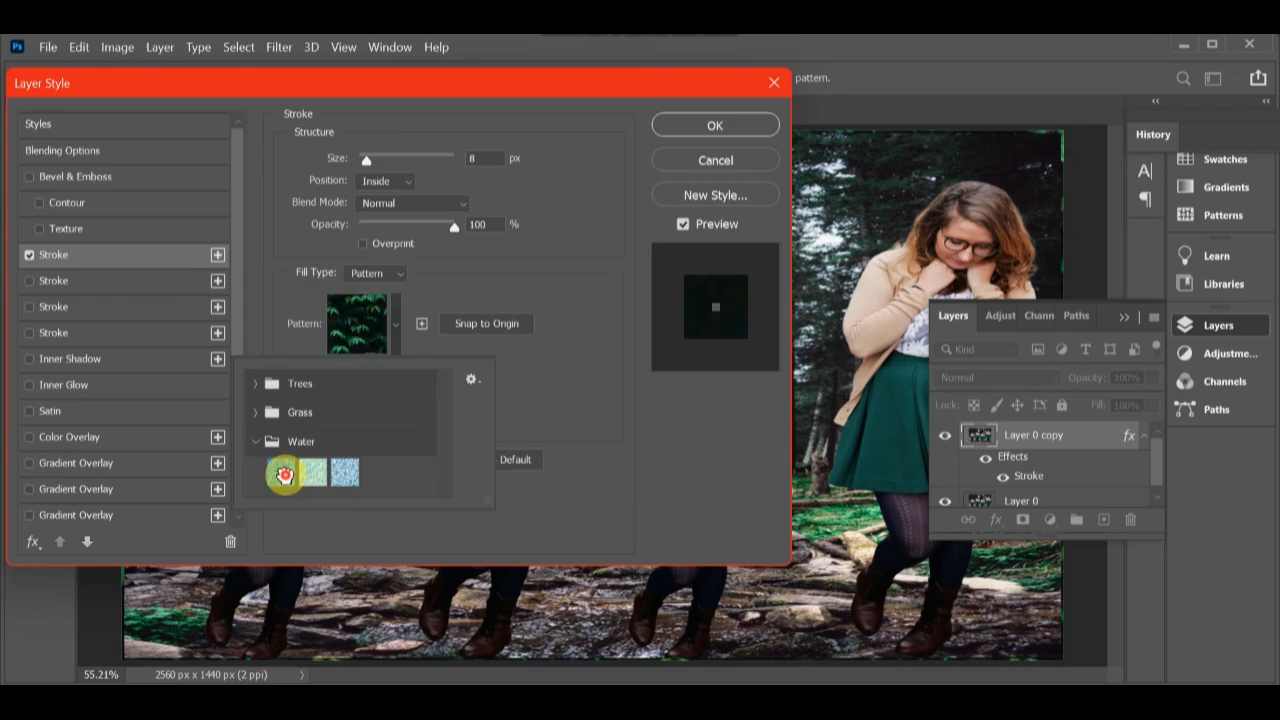 Ps File Edit Image Layer Type Select Filter 3D View Window Help
Layer Style
pattern.
Styles
Blending Options
Bevel & Emboss
Contour
Texture
Stroke
Stroke
Stroke
Stroke
Inner Shadow
Inner Glow
Satin
Color Overlay
Gradient Overlay
Gradient Overlay
Gradient Overlay
fx
Stroke
Structure
Size: 8 px
Position: Inside
Blend Mode: Normal
Opacity: 100 %
Overprint
Fill Type: Pattern
Pattern: Snap to Origin
Trees
Grass
Water
Default
OK
Cancel
New Style...
Preview
History
A
Swatches
Gradients
Patterns
Learn
Libraries
Layers
Adjustme...
Channels
Paths
Layers Adjust Chann Paths
Kind
Normal Opacity: 100%
Lock: Fill: 100%
Layer 0 copy fx
Effects
Stroke
Layer 0
fx
55.21% 2560 px x 1440 px (2 ppi)